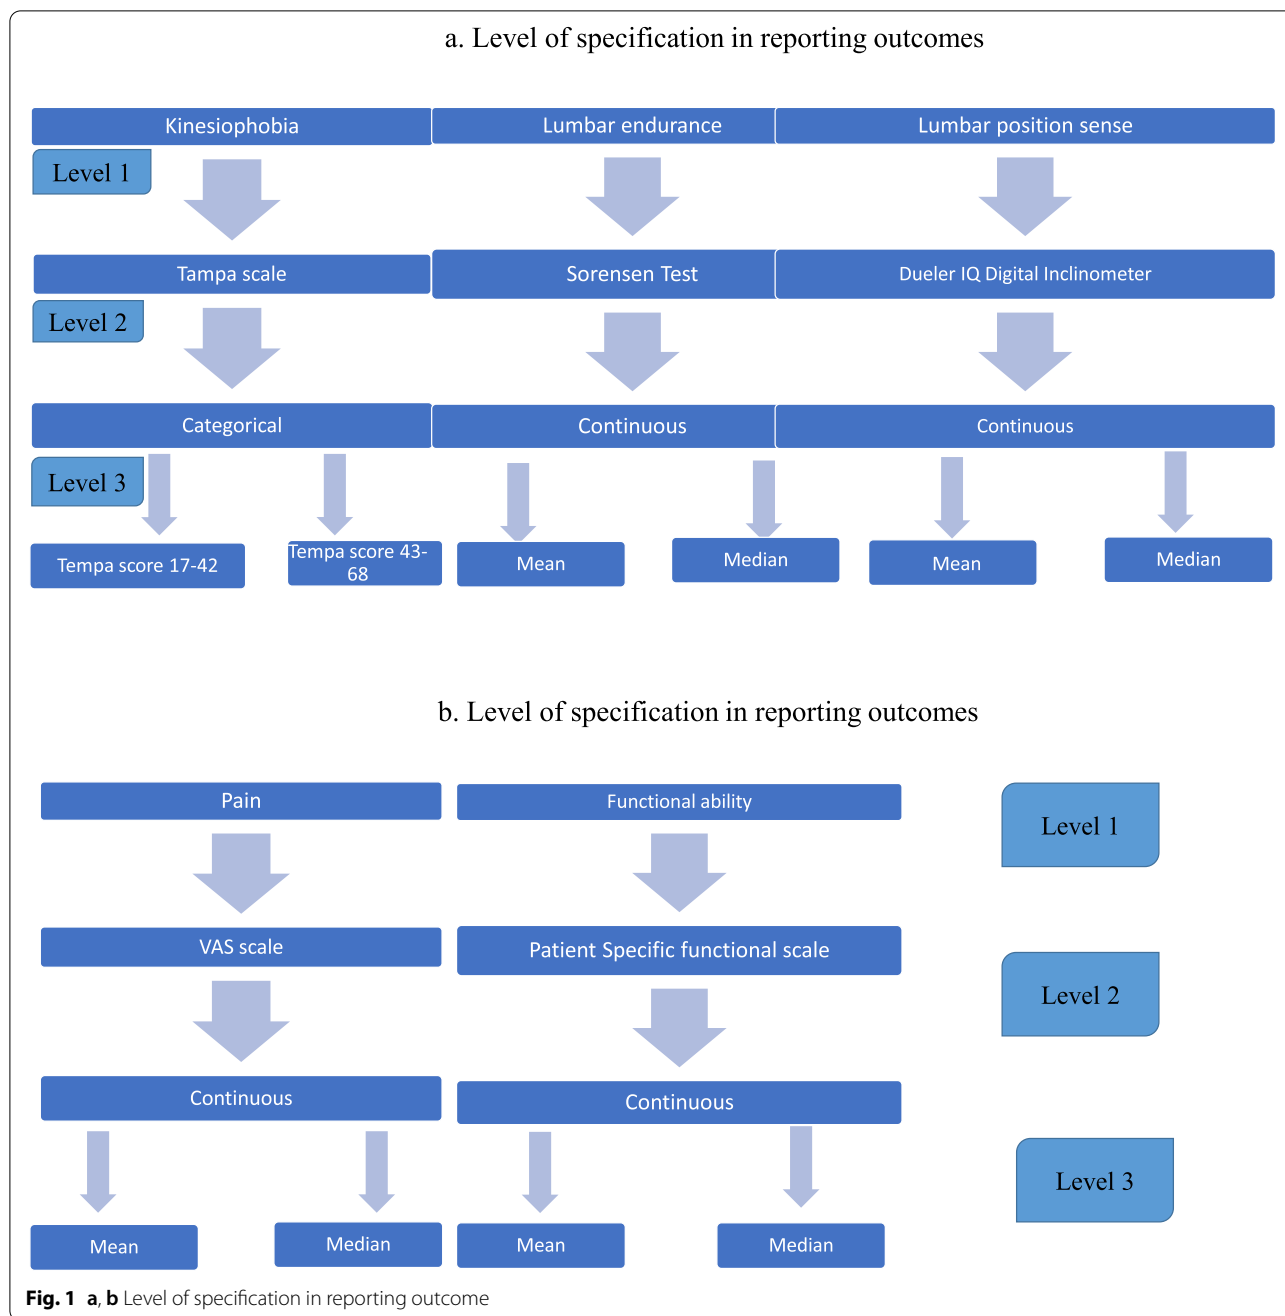 a. Level of specification in reporting outcomes
Kinesiophobia
Lumbar endurance
Lumbar position sense
Level 1
Tampa scale
Sorensen Test
Dueler IQ Digital Inclinometer
Level 2
Categorical
Continuous
Continuous
Level 3
Tempa score 17-42
Tempa score 43-
68
Mean
Median
Mean
Median
b. Level of specification in reporting outcomes
Pain
Functional ability
Level 1
VAS scale
Patient Specific functional scale
Level 2
Continuous
Continuous
Level 3
Mean
Median
Mean
Median
Fig. 1 a, b Level of specification in reporting outcome